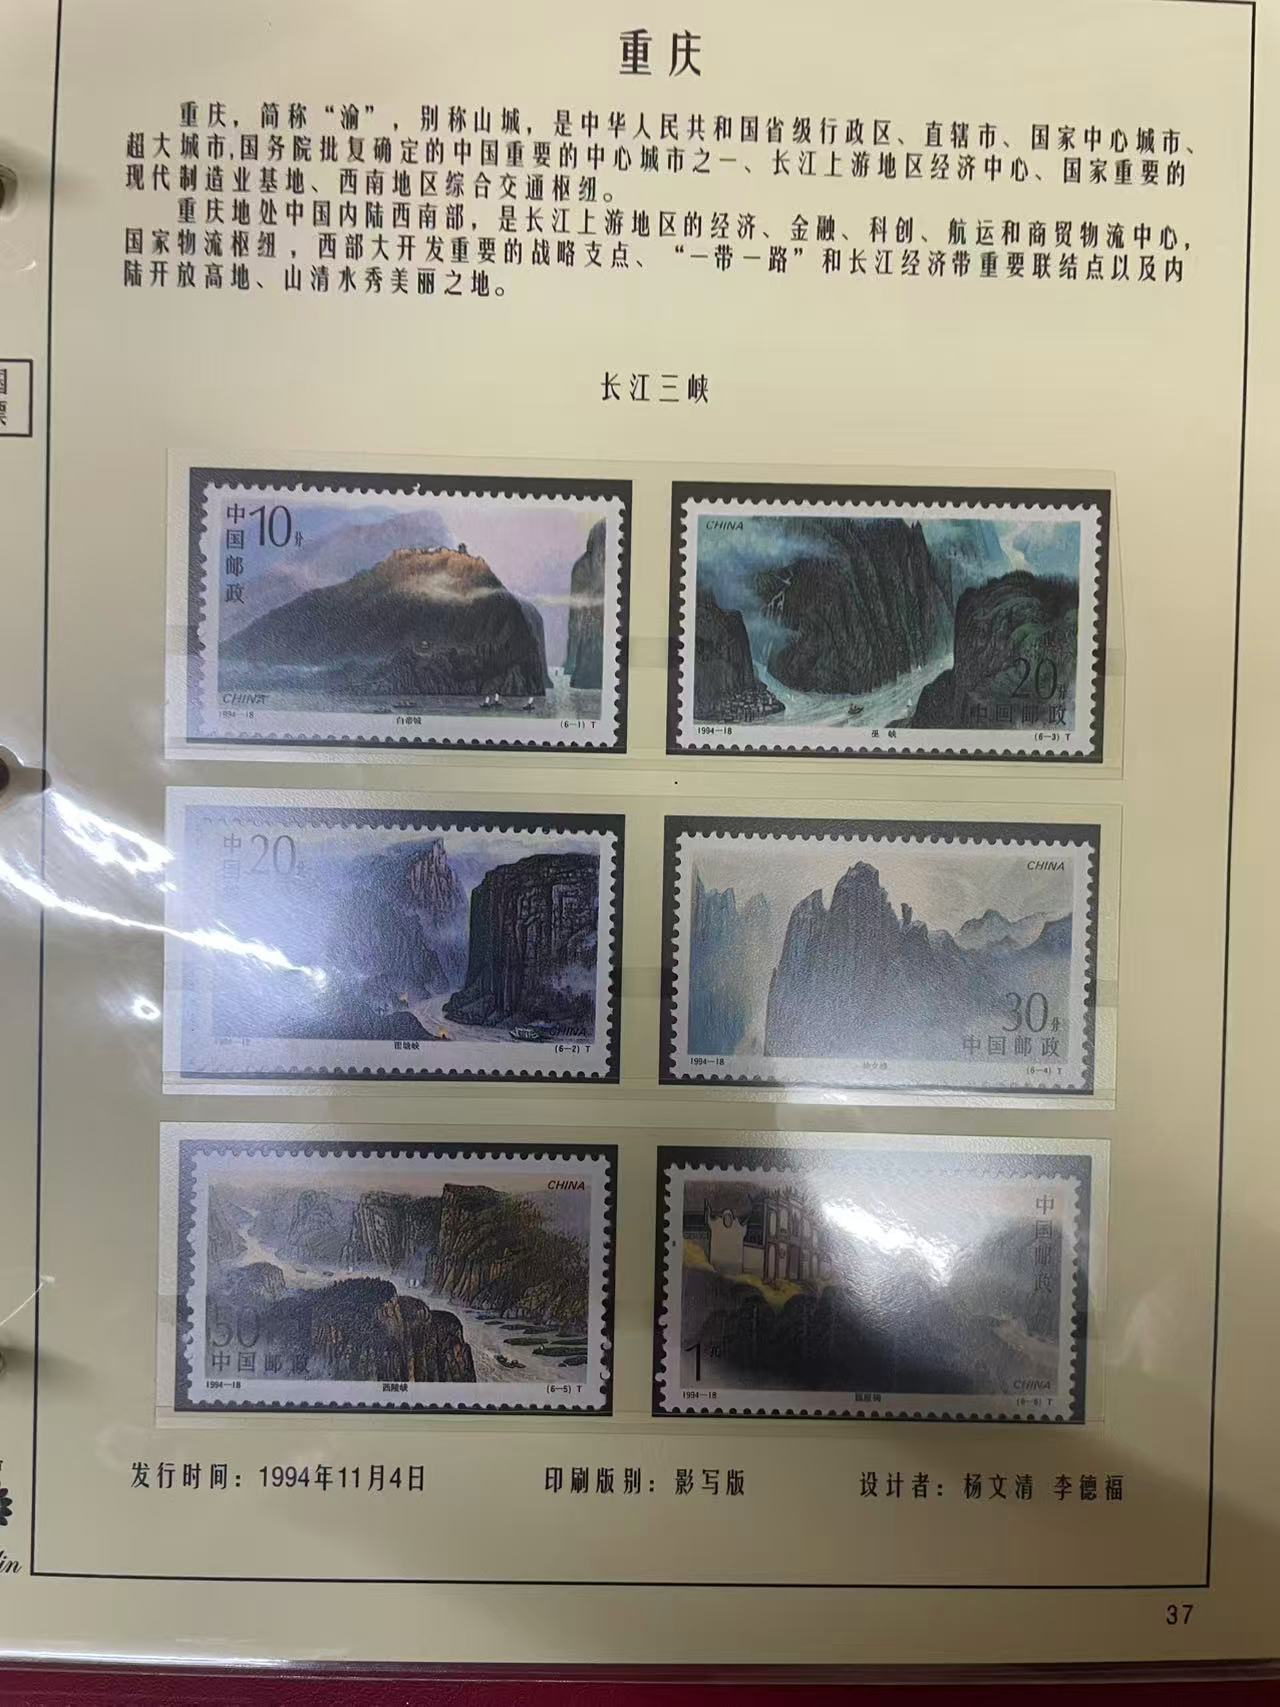 重庆
重庆，简称“渝”，别称山城，是中华人民共和国省级行政区、直辖市、国家中心城市、
超大城市,国务院批复确定的中国重要的中心城市之一、长江上游地区经济中心、国家重要的
现代制造业基地、西南地区综合交通枢纽。
重庆地处中国内陆西南部，是长江上游地区的经济、金融、科创、航运和商贸物流中心，
国家物流枢纽，西部大开发重要的战略支点、“一带一路”和长江经济带重要联结点以及内
陆开放高地、山清水秀美丽之地。
长江三峡
中国邮政
10分
CHINA
1994-18
白帝城
(6-1) T
CHINA
20分
中国邮政
1994-18
巫峡
(6-3) T
中国
20分
CHINA
瞿塘峡
(6-2) T
CHINA
30分
中国邮政
1994-18
神女峰
(6-4) T
CHINA
50
中国邮政
1994-18
西陵峡
(6-5) T
中国邮政
1元
CHINA
1994-18
(6-6) T
发行时间：1994年11月4日
印刷版别：影写版
设计者：杨文清 李德福
37